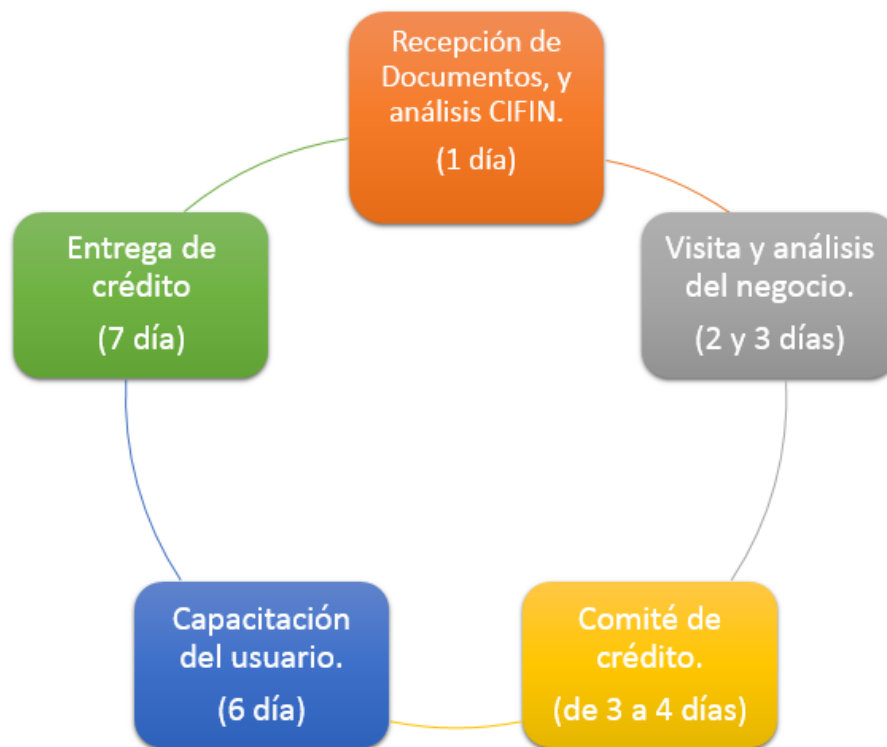 Recepción de
Documentos, y
análisis CIFIN.
(1 día)
Visita y análisis
del negocio.
(2 y 3 días)
Comité de
crédito.
(de 3 a 4 días)
Capacitación
del usuario.
(6 día)
Entrega de
crédito
(7 día)